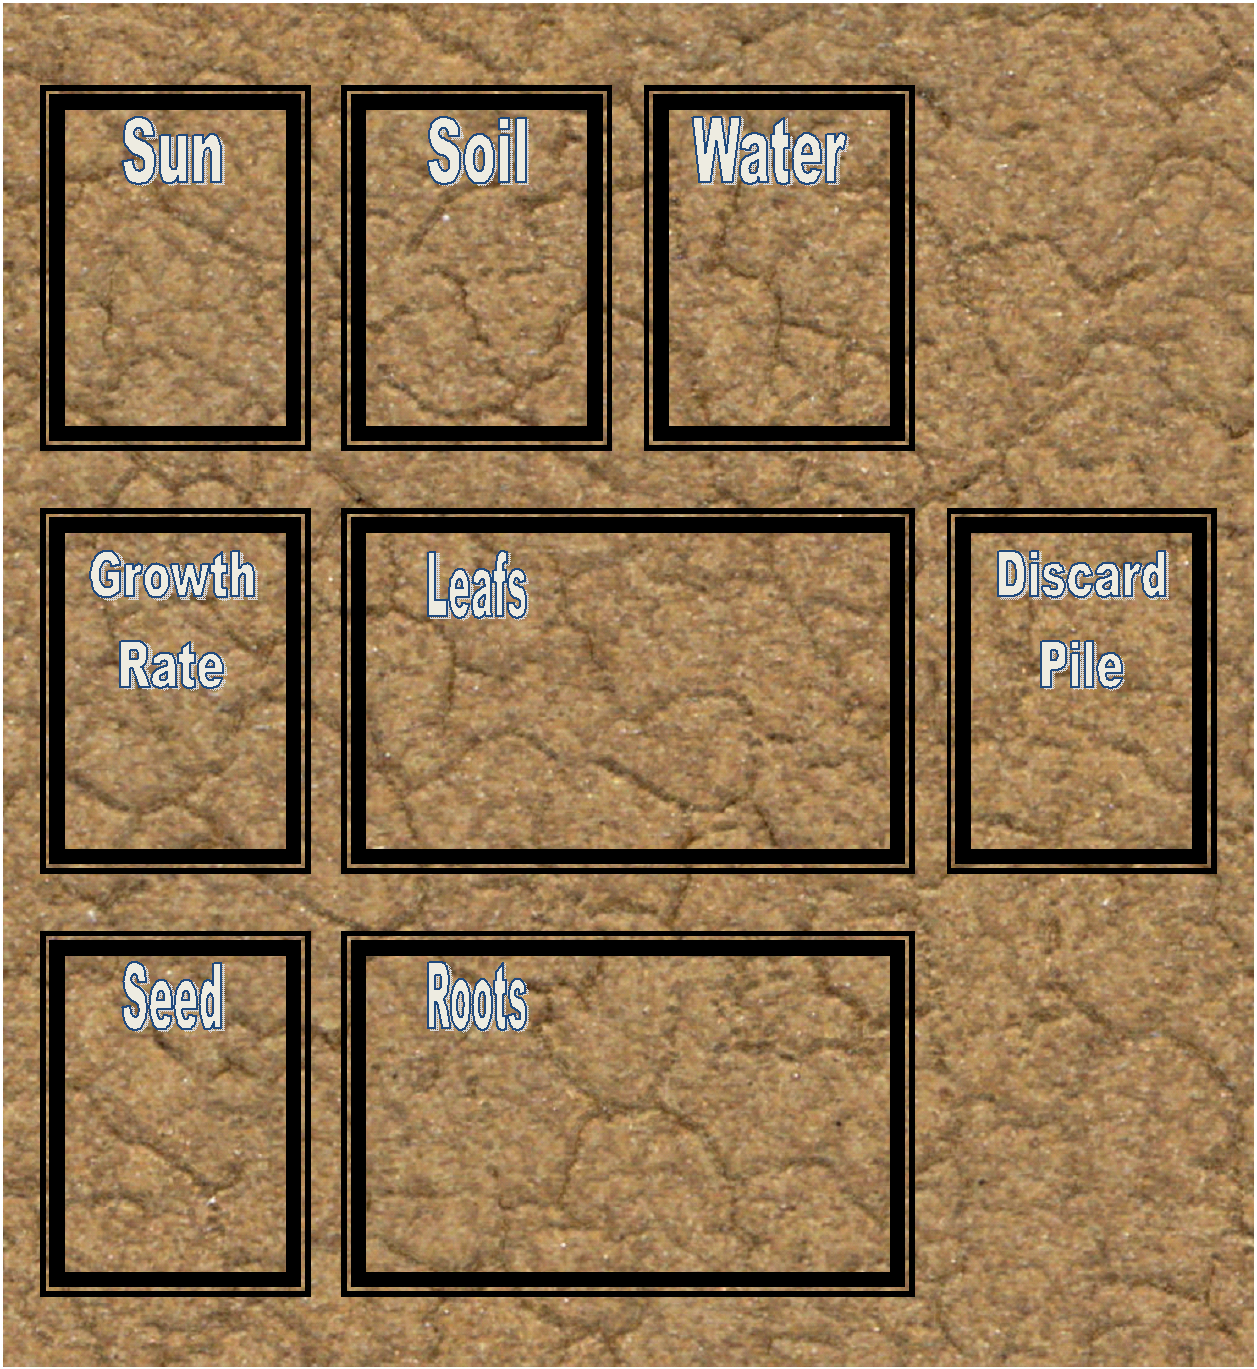 Sun
Soil
Water
Growth
Rate
Leafs
Discard
Pile
Seed
Roots